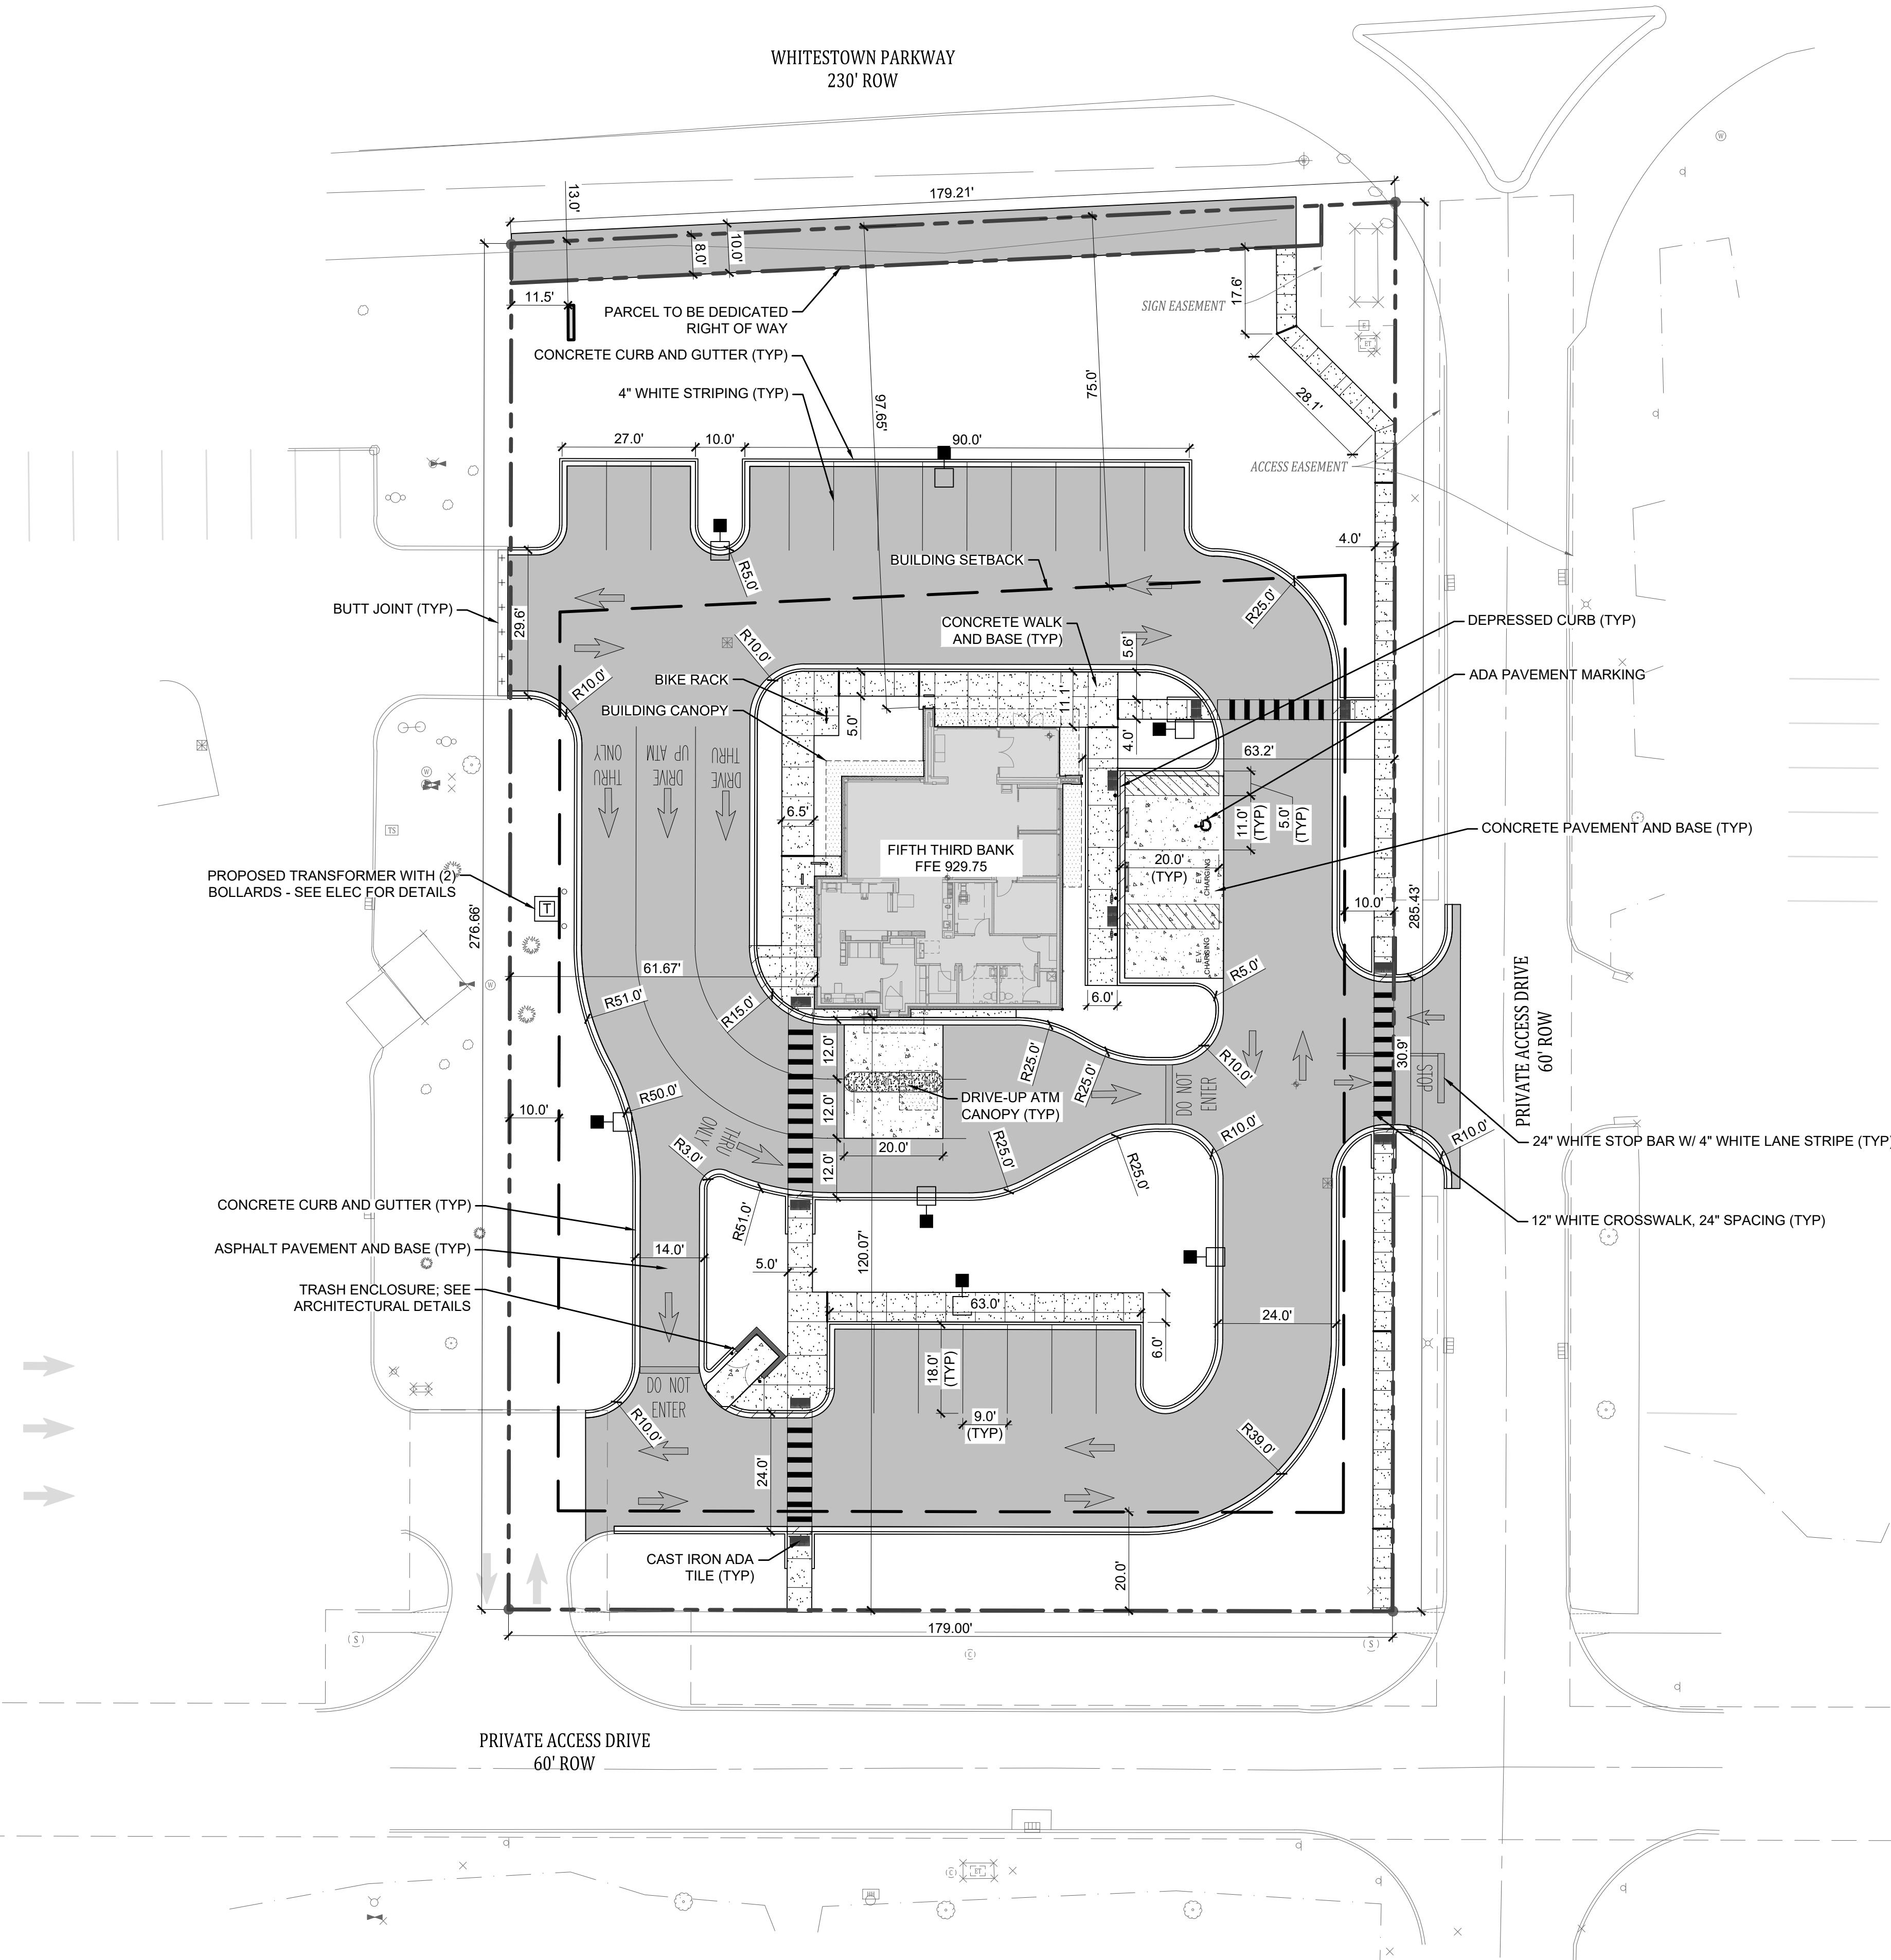 WHITESTOWN PARKWAY
230' ROW
179.21'
13.0'
8.0'
10.0'
11.5'
17.6'
SIGN EASEMENT
PARCEL TO BE DEDICATED
RIGHT OF WAY
E
ET
CONCRETE CURB AND GUTTER (TYP)
4" WHITE STRIPING (TYP)
97.65'
75.0'
28.1'
27.0'
10.0'
90.0'
ACCESS EASEMENT
4.0'
R5.0'
BUILDING SETBACK
R25.0'
BUTT JOINT (TYP)
29.6'
CONCRETE WALK
AND BASE (TYP)
DEPRESSED CURB (TYP)
R10.0'
5.6'
BIKE RACK
ADA PAVEMENT MARKING
R10.0'
BUILDING CANOPY
5.0'
11.1'
4.0'
63.2'
THRU
ONLY
DRIVE
UP ATM
DRIVE
THRU
6.5'
11.0'
(TYP)
5.0'
(TYP)
TS
CONCRETE PAVEMENT AND BASE (TYP)
FIFTH THIRD BANK
FFE 929.75
20.0'
(TYP)
E.V.
CHARGING
PROPOSED TRANSFORMER WITH (2)
BOLLARDS - SEE ELEC FOR DETAILS
T
276.66'
10.0'
285.43'
E.V.
CHARGING
61.67'
R5.0'
R51.0'
R15.0'
6.0'
PRIVATE ACCESS DRIVE
60' ROW
12.0'
R25.0'
R25.0'
R10.0'
30.9'
STOP
DO NOT
ENTER
DRIVE-UP ATM
CANOPY (TYP)
R50.0'
10.0'
12.0'
THRU
ONLY
R10.0'
R10.0'
24" WHITE STOP BAR W/ 4" WHITE LANE STRIPE (TYP)
R3.0'
20.0'
R25.0'
R25.0'
12.0'
CONCRETE CURB AND GUTTER (TYP)
R51.0'
12" WHITE CROSSWALK, 24" SPACING (TYP)
ASPHALT PAVEMENT AND BASE (TYP)
14.0'
5.0'
120.07'
TRASH ENCLOSURE; SEE
ARCHITECTURAL DETAILS
63.0'
24.0'
6.0'
18.0'
(TYP)
DO NOT
ENTER
R10.0'
9.0'
(TYP)
R39.0'
24.0'
CAST IRON ADA
TILE (TYP)
20.0'
179.00'
S
C
S
PRIVATE ACCESS DRIVE
60' ROW
C
ET